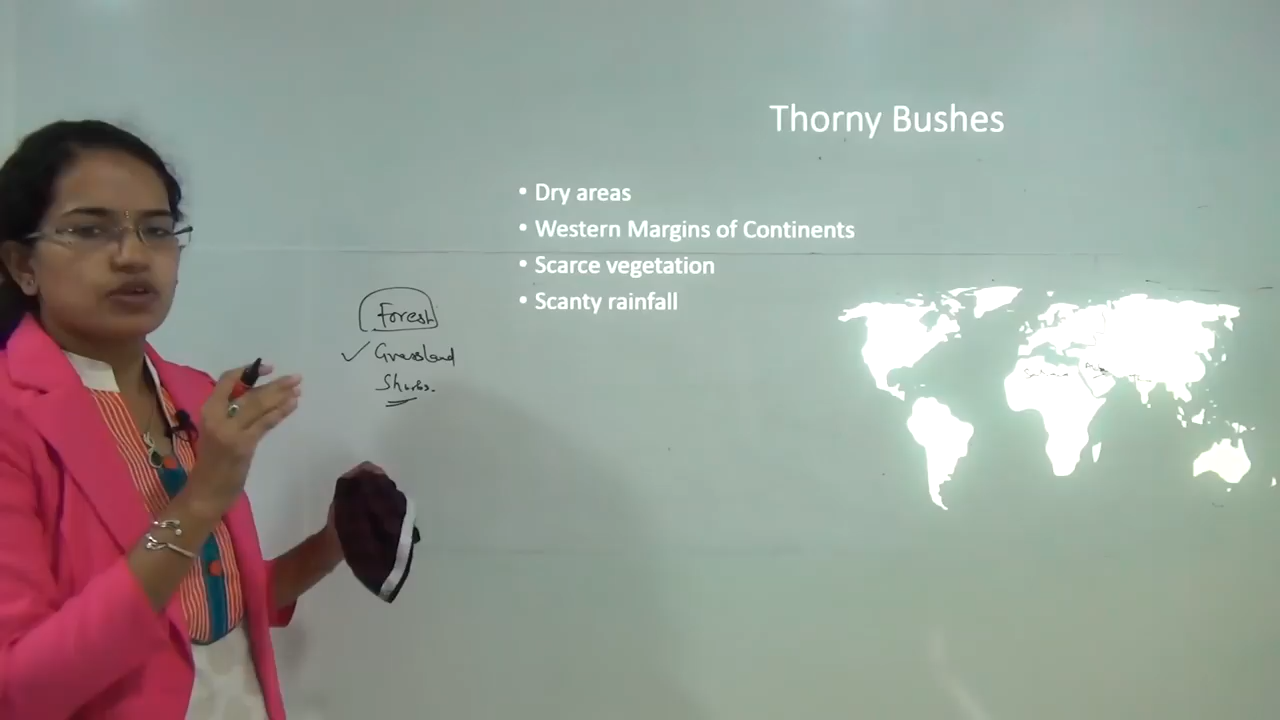 Thorny Bushes
• Dry areas
• Western Margins of Continents
• Scarce vegetation
• Scanty rainfall
Forest
✓ Grassland
Shrubs.